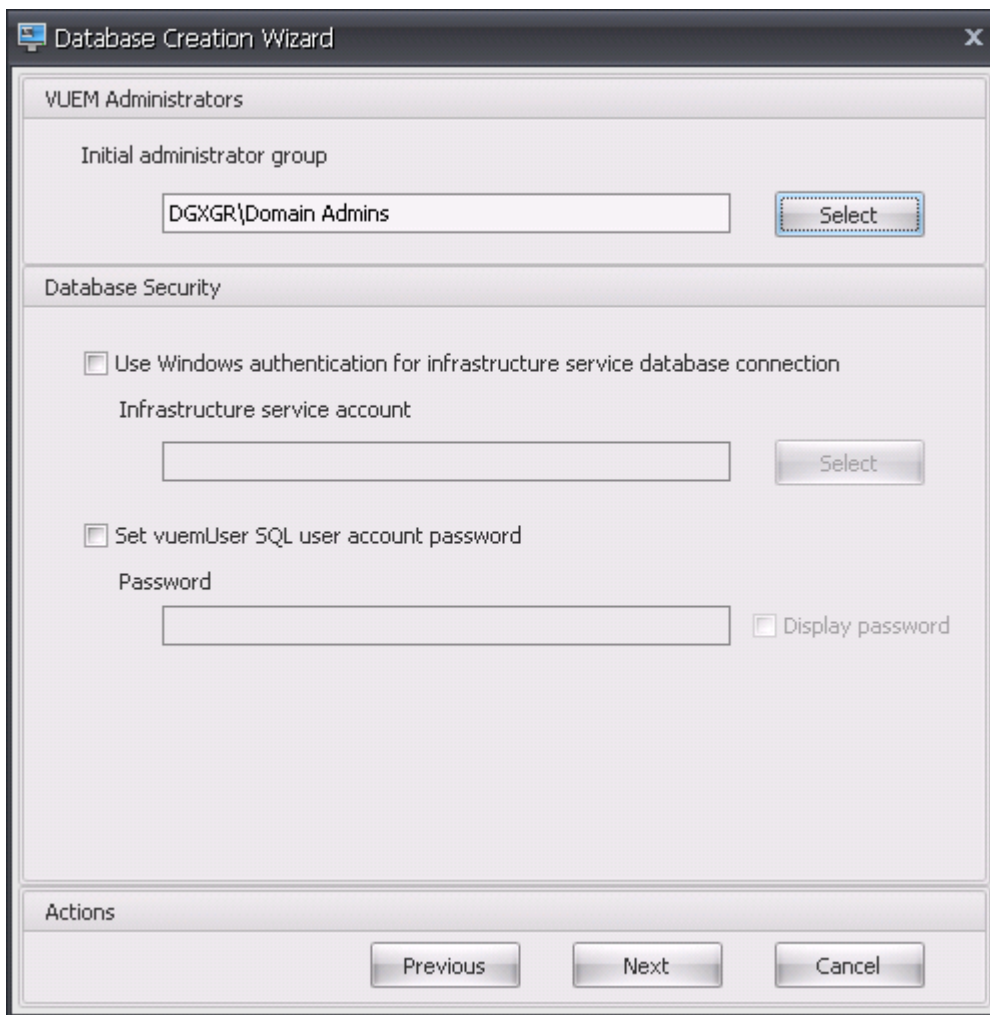 Database Creation Wizard
VUEM Administrators
Initial administrator group
DGXGR\Domain Admins
Select
Database Security
Use Windows authentication for infrastructure service database connection
Infrastructure service account
Select
Set vuemUser SQL user account password
Password
Display password
Actions
Previous Next Cancel